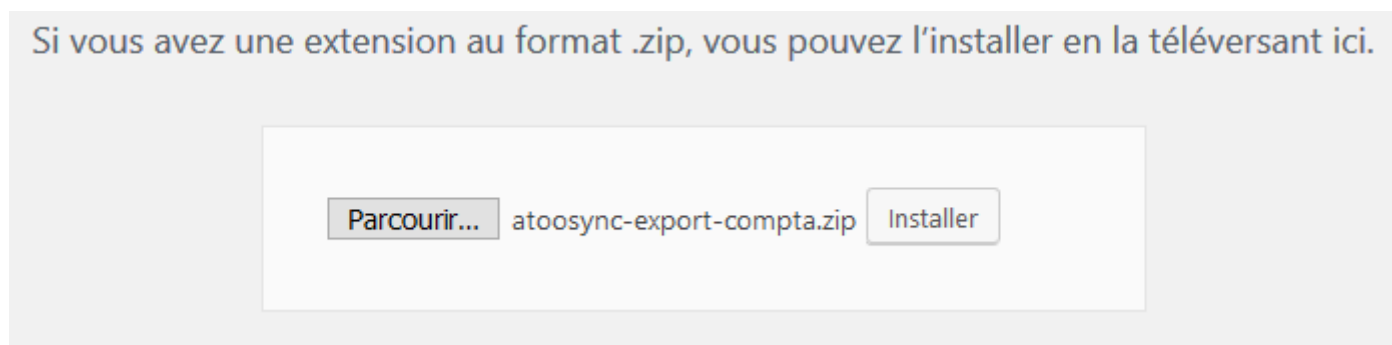 Si vous avez une extension au format .zip, vous pouvez l’installer en la téléversant ici.
Parcourir... atoosync-export-compta.zip Installer